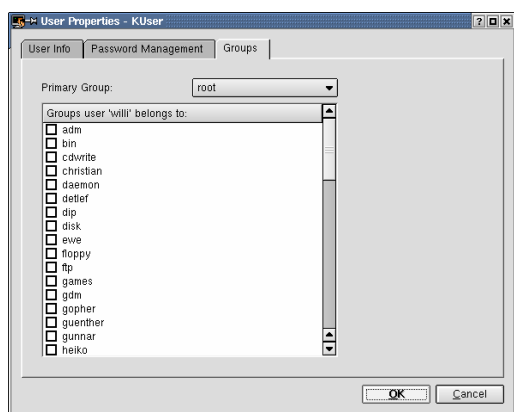 User Properties - KUser
User Info Password Management Groups
Primary Group: root
Groups user 'willi' belongs to:
adm
bin
cdwrite
christian
daemon
detlef
dip
disk
ewe
floppy
ftp
games
gdm
gopher
guenther
gunnar
heiko
OK Cancel